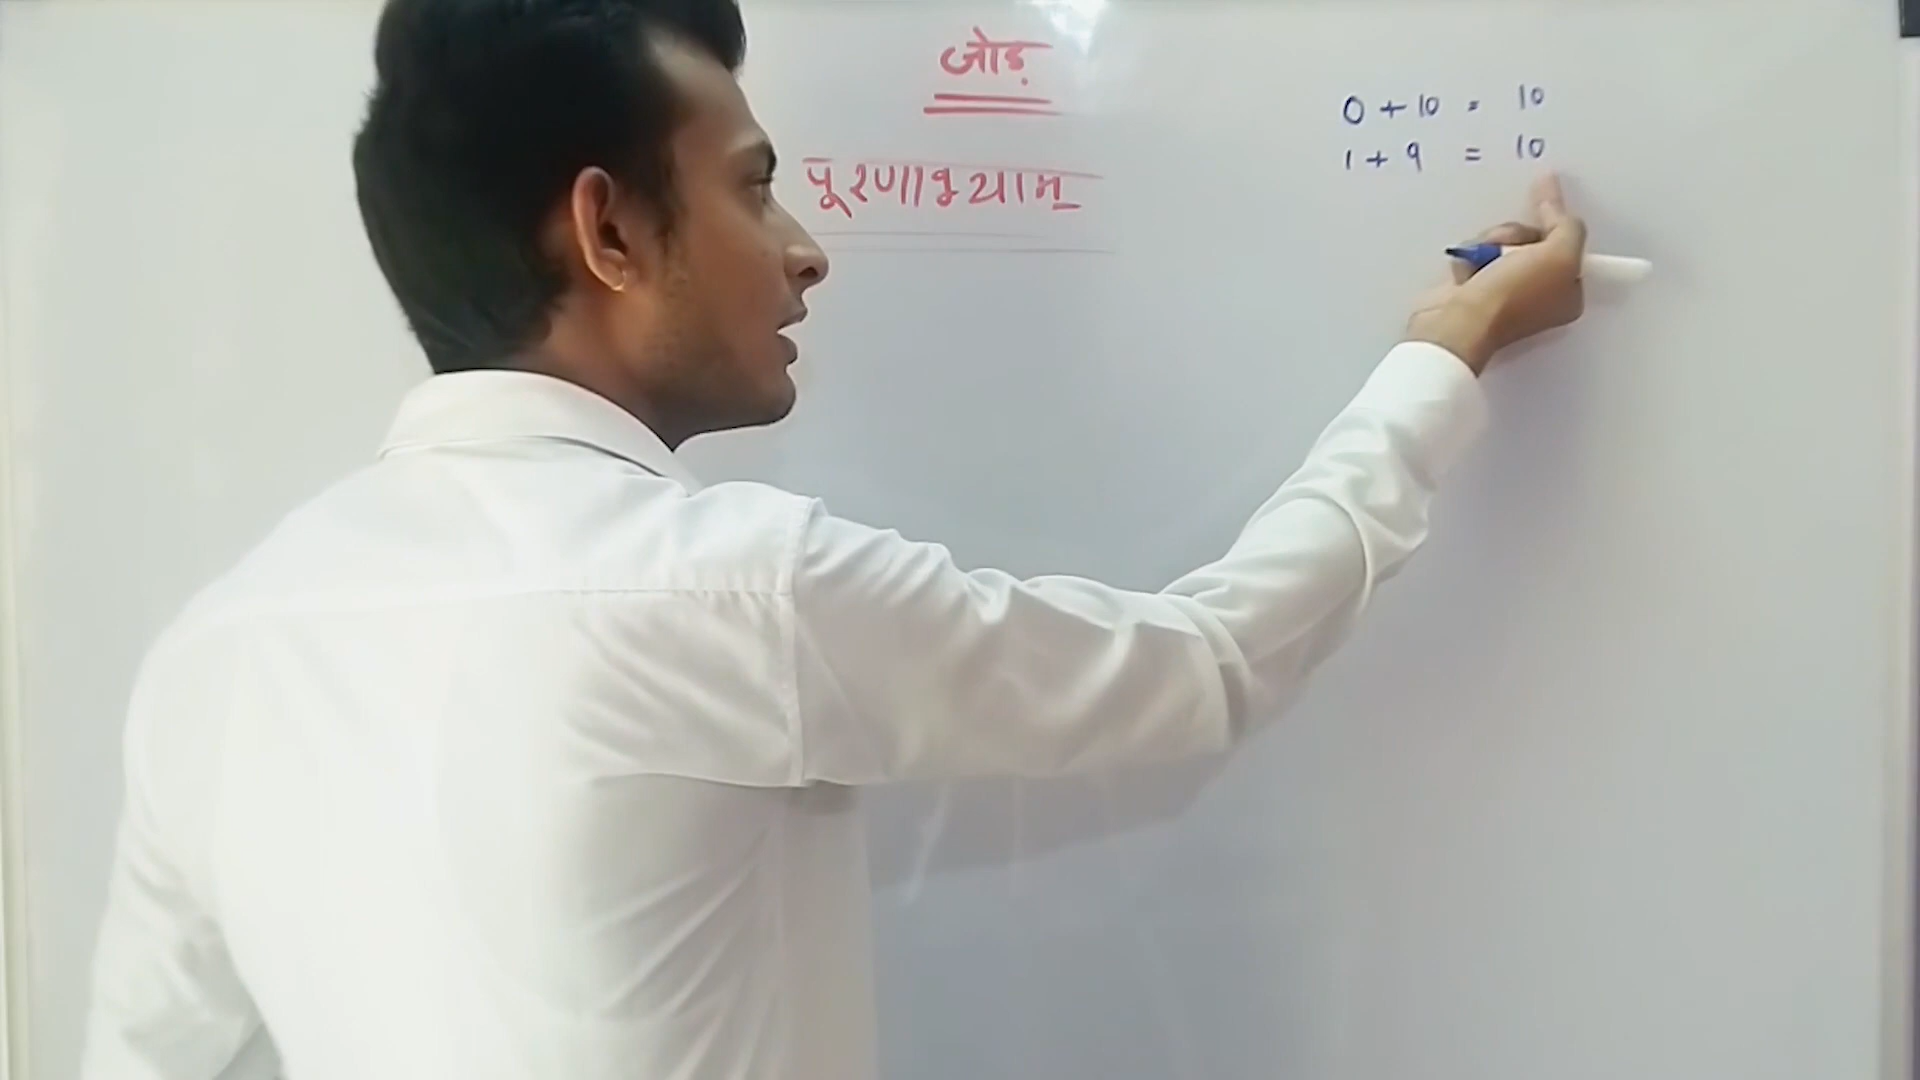 जोड़
पूरणाभ्याम्
0 + 10 = 10
1 + 9 = 10